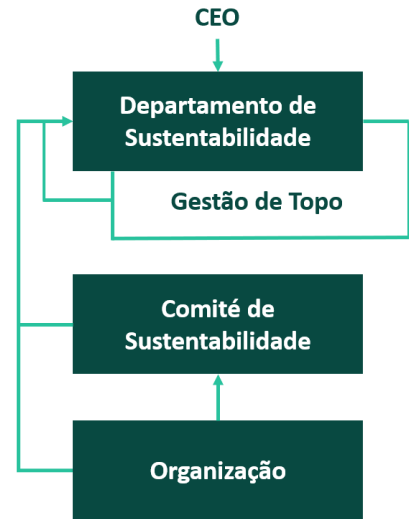 CEO
Departamento de
Sustentabilidade
Gestão de Topo
Comité de
Sustentabilidade
Organização